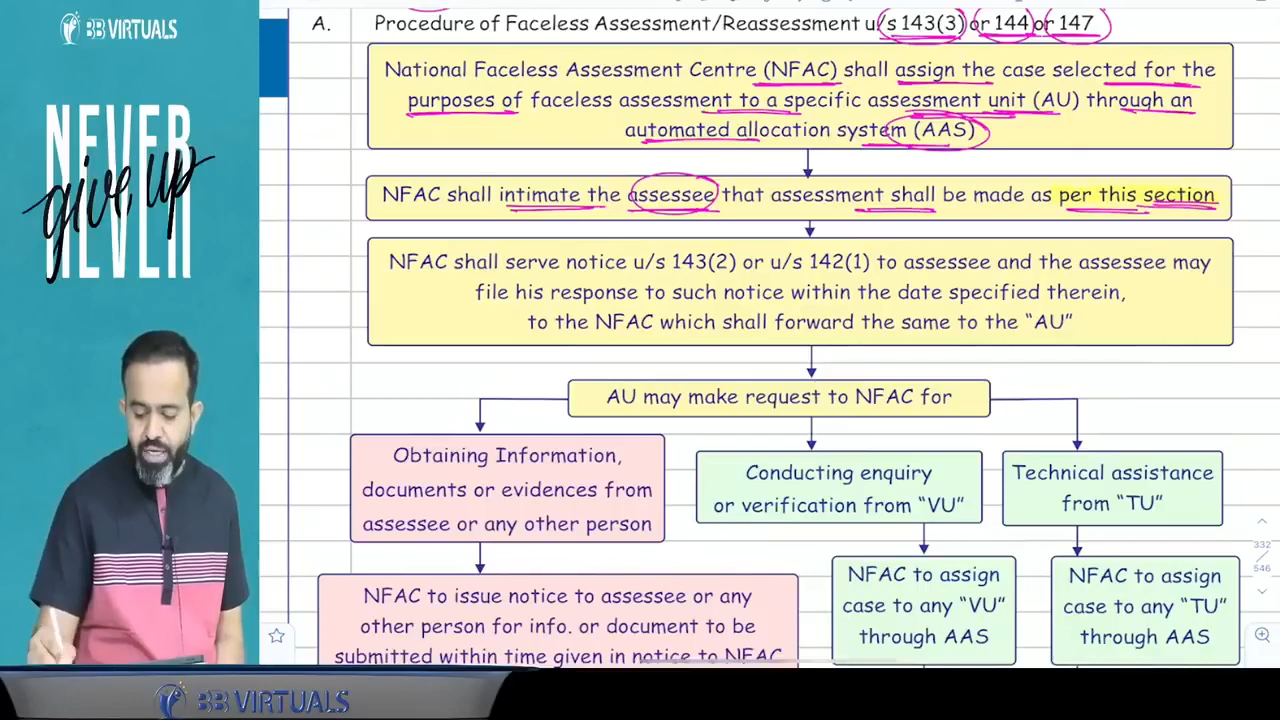 BB VIRTUALS
NEVER
give up
NEVER
A. Procedure of Faceless Assessment/Reassessment u/s 143(3) or 144 or 147
National Faceless Assessment Centre (NFAC) shall assign the case selected for the
purposes of faceless assessment to a specific assessment unit (AU) through an
automated allocation system (AAS)
NFAC shall intimate the assessee that assessment shall be made as per this section
NFAC shall serve notice u/s 143(2) or u/s 142(1) to assessee and the assessee may
file his response to such notice within the date specified therein,
to the NFAC which shall forward the same to the “AU”
AU may make request to NFAC for
Obtaining Information,
documents or evidences from
assessee or any other person
Conducting enquiry
or verification from “VU”
Technical assistance
from “TU”
NFAC to issue notice to assessee or any
other person for info. or document to be
submitted within time given in notice to NFAC
NFAC to assign
case to any “VU”
through AAS
NFAC to assign
case to any “TU”
through AAS
332
546
BB VIRTUALS